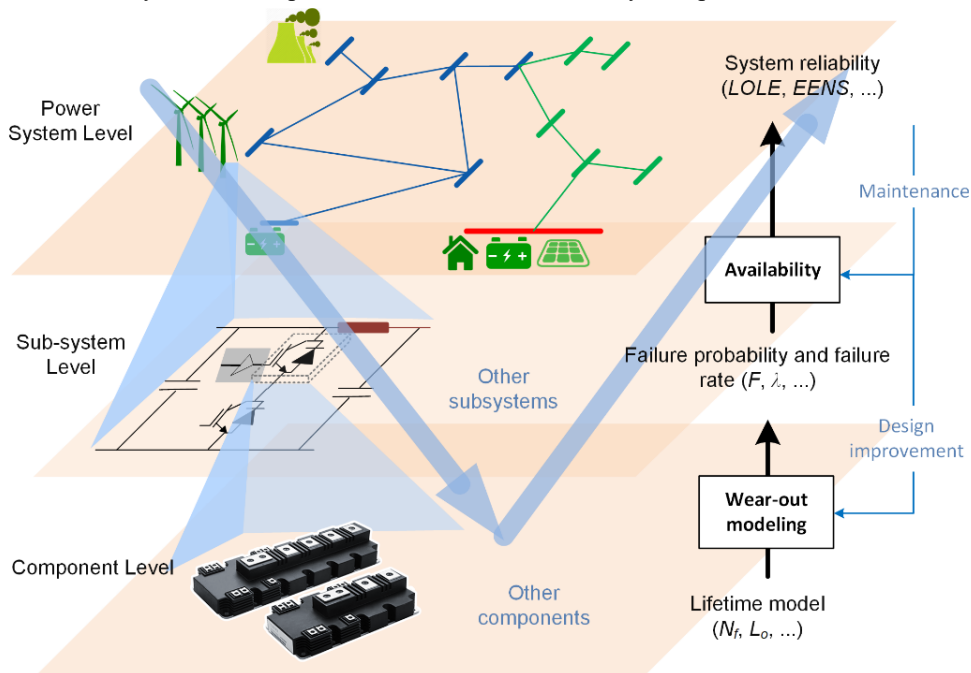 Power
System Level
System reliability
(LOLE, EENS, ...)
Maintenance
Availability
Sub-system
Level
Other
subsystems
Failure probability and failure
rate (F, λ, ...)
Design
improvement
Wear-out
modeling
Component Level
Other
components
Lifetime model
(Nf, Lo, ...)